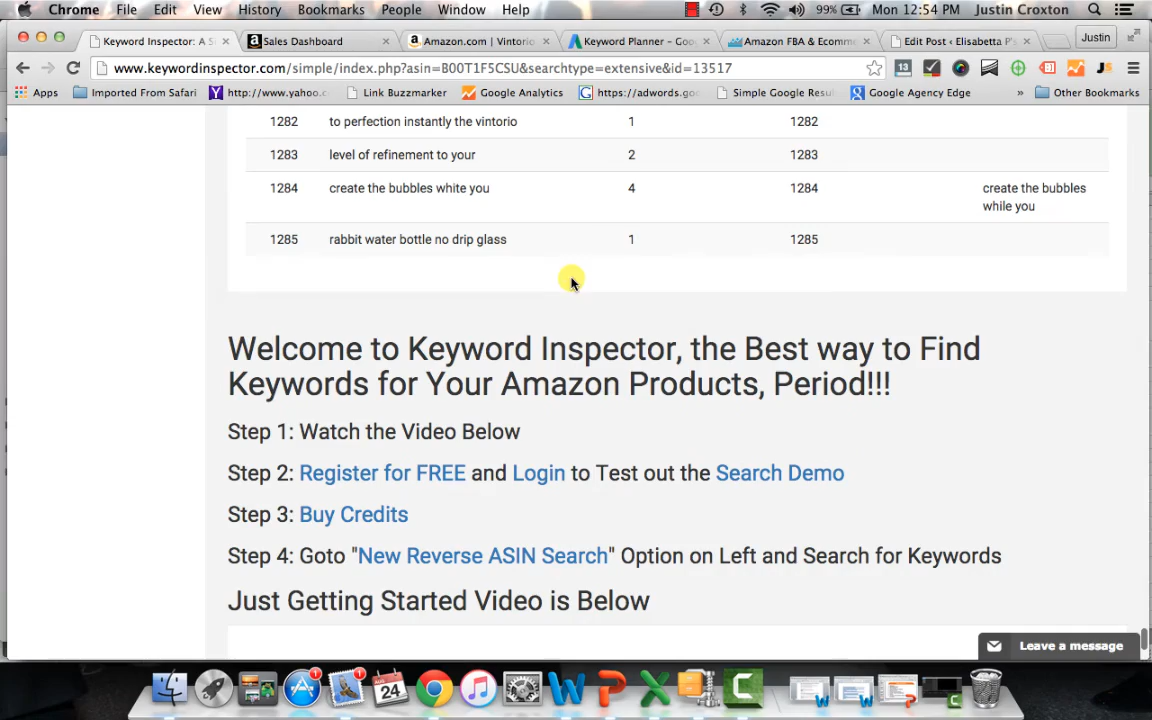 Chrome File Edit View History Bookmarks People Window Help 99% Mon 12:54 PM Justin Croxton
Keyword Inspector: A S Sales Dashboard Amazon.com | Vintorio Keyword Planner – Goo Amazon FBA & Ecomme Edit Post ‹ Elisabetta P's Justin
www.keywordinspector.com/simple/index.php?asin=B00T1F5CSU&searchtype=extensive&id=13517
Apps Imported From Safari http://www.yahoo.c Link Buzzmarker Google Analytics https://adwords.go Simple Google Resu Google Agency Edge » Other Bookmarks
1282 to perfection instantly the vintorio 1 1282
1283 level of refinement to your 2 1283
1284 create the bubbles white you 4 1284 create the bubbles
while you
1285 rabbit water bottle no drip glass 1 1285
Welcome to Keyword Inspector, the Best way to Find
Keywords for Your Amazon Products, Period!!!
Step 1: Watch the Video Below
Step 2: Register for FREE and Login to Test out the Search Demo
Step 3: Buy Credits
Step 4: Goto "New Reverse ASIN Search" Option on Left and Search for Keywords
Just Getting Started Video is Below
Leave a message